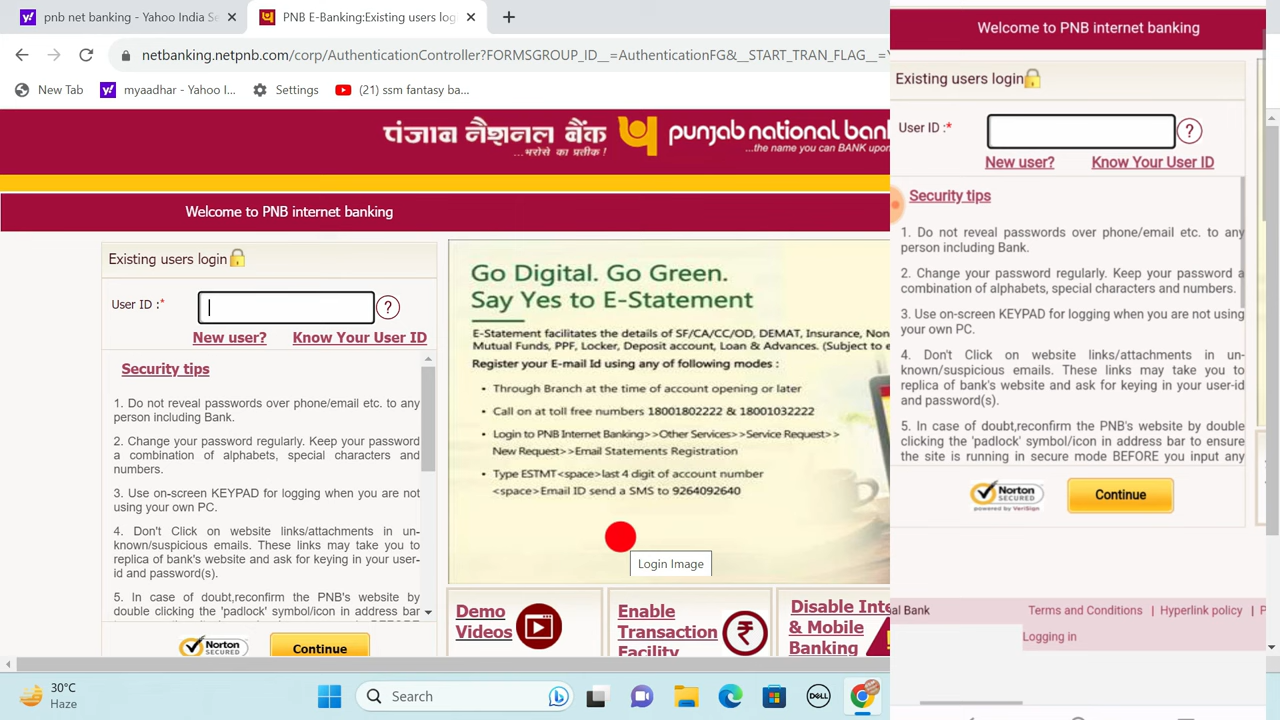 pnb net banking - Yahoo India Se
PNB E-Banking:Existing users log
netbanking.netpnb.com/corp/AuthenticationController?FORMSGROUP_ID__=AuthenticationFG&__START_TRAN_FLAG__=
New Tab
myaadhar - Yahoo I...
Settings
(21) ssm fantasy ba...
पंजाब नैशनल बैंक
...भरोसे का प्रतीक !
punjab national bank
...the name you can BANK upon
Welcome to PNB internet banking
Existing users login
User ID :*
?
New user?
Know Your User ID
Security tips
1. Do not reveal passwords over phone/email etc. to any
person including Bank.
2. Change your password regularly. Keep your password
a combination of alphabets, special characters and
numbers.
3. Use on-screen KEYPAD for logging when you are not
using your own PC.
4. Don't Click on website links/attachments in un-
known/suspicious emails. These links may take you to
replica of bank's website and ask for keying in your user-
id and password(s).
5. In case of doubt,reconfirm the PNB's website by
double clicking the 'padlock' symbol/icon in address bar
Norton
SECURED
Continue
Go Digital. Go Green.
Say Yes to E-Statement
E-Statement facilitates the details of SF/CA/CC/OD, DEMAT, Insurance, Non
Mutual Funds, PPF, Locker, Deposit account, Loan & Advances. (Subject to e
Register your E-mail Id using any of following modes :
• Through Branch at the time of account opening or later
• Call on at toll free numbers 18001802222 & 18001032222
• Login to PNB Internet Banking>>Other Services>>Service Request>>
New Request>>Email Statements Registration
• Type ESTMT<space>last 4 digit of account number
<space>Email ID send a SMS to 9264092640
Login Image
Demo
Videos
Enable
Transaction
Facility
Disable Inte
& Mobile
Banking
30°C
Haze
Search
DELL
Welcome to PNB internet banking
Existing users login
User ID :*
?
New user?
Know Your User ID
Security tips
1. Do not reveal passwords over phone/email etc. to any
person including Bank.
2. Change your password regularly. Keep your password a
combination of alphabets, special characters and numbers.
3. Use on-screen KEYPAD for logging when you are not using
your own PC.
4. Don't Click on website links/attachments in un-
known/suspicious emails. These links may take you to
replica of bank's website and ask for keying in your user-id
and password(s).
5. In case of doubt,reconfirm the PNB's website by double
clicking the 'padlock' symbol/icon in address bar to ensure
the site is running in secure mode BEFORE you input any
Norton
SECURED
powered by VeriSign
Continue
al Bank
Terms and Conditions | Hyperlink policy | P
Logging in